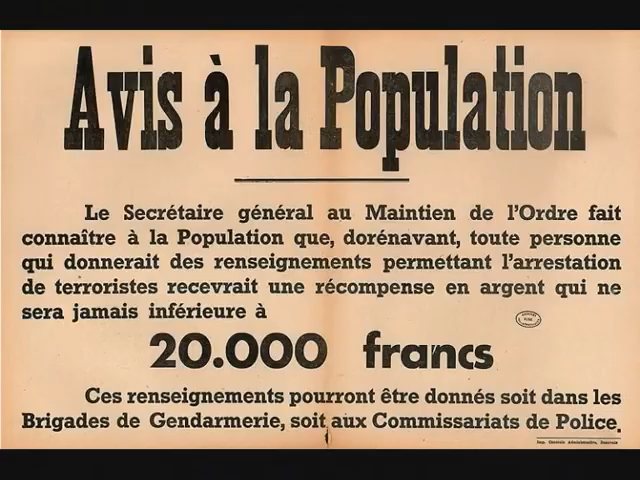 Avis à la Population
Le Secrétaire général au Maintien de l'Ordre fait
connaître à la Population que, dorénavant, toute personne
qui donnerait des renseignements permettant l'arrestation
de terroristes recevrait une récompense en argent qui ne
sera jamais inférieure à
20.000 francs
Ces renseignements pourront être donnés soit dans les
Brigades de Gendarmerie, soit aux Commissariats de Police.